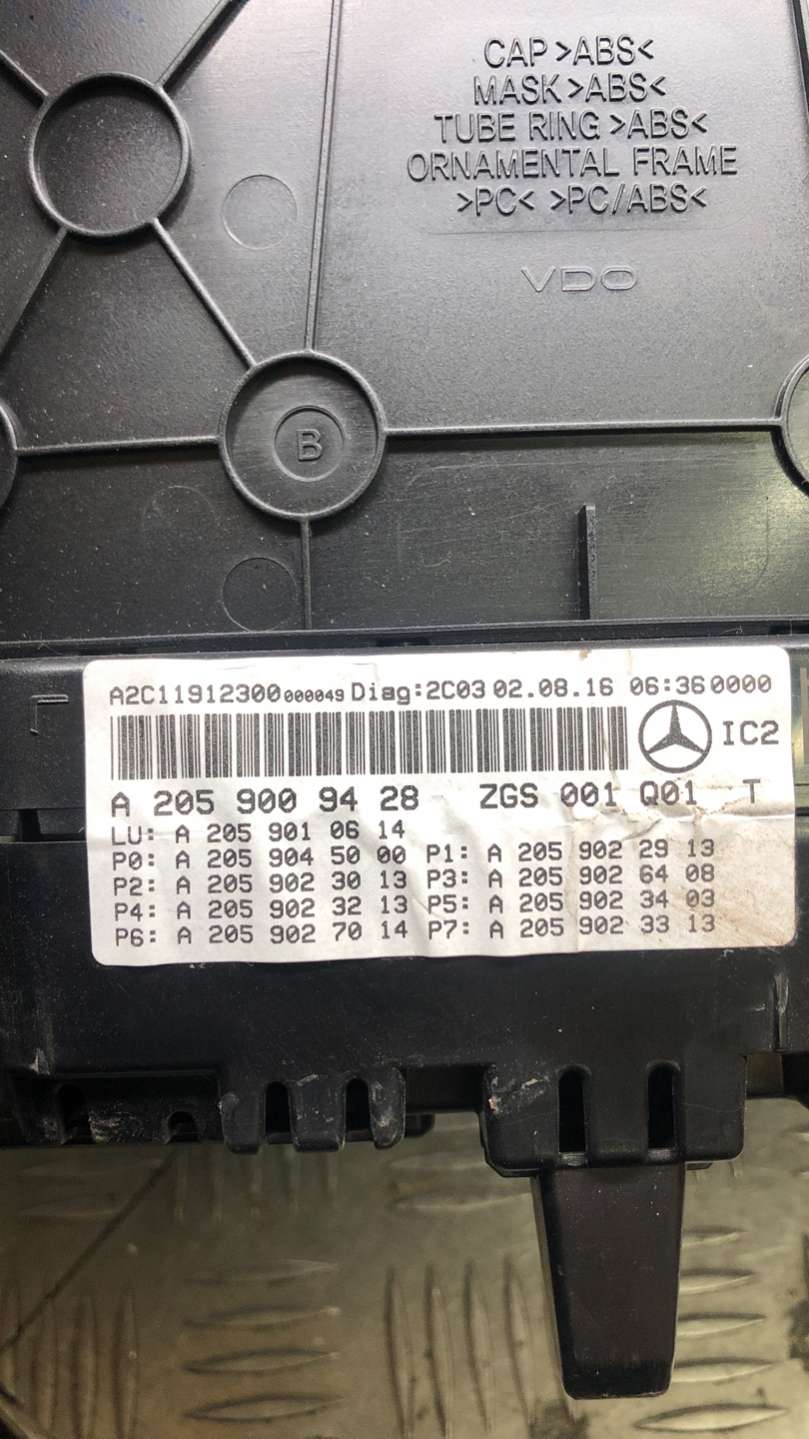 CAP >ABS<
MASK >ABS<
TUBE RING >ABS<
ORNAMENTAL FRAME
>PC< >PC/ABS<
VDO
B
A2C11912300000049 Diag:2C03 02.08.16 06:360000
IC2
A 205 900 94 28 ZGS 001 Q01 T
LU: A 205 901 06 14
P0: A 205 904 50 00 P1: A 205 902 29 13
P2: A 205 902 30 13 P3: A 205 902 64 08
P4: A 205 902 32 13 P5: A 205 902 34 03
P6: A 205 902 70 14 P7: A 205 902 33 13